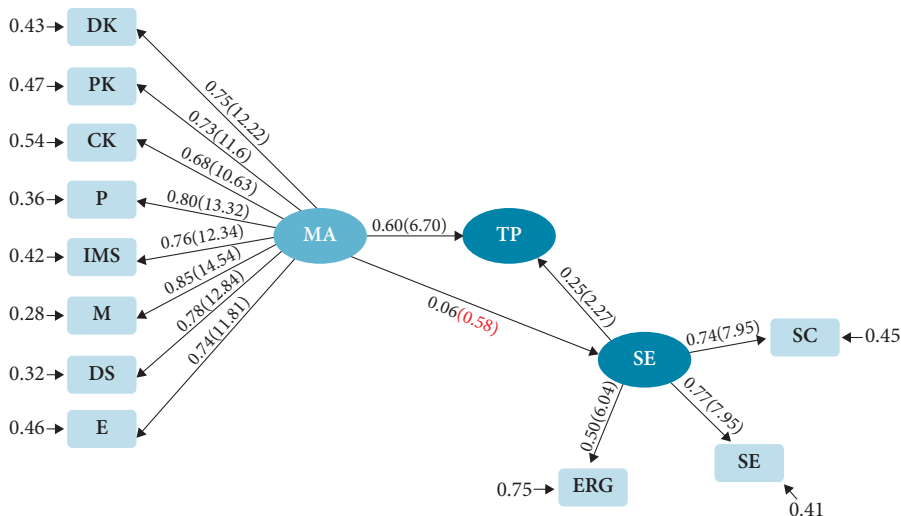 0.43 DK
0.47 PK
0.54 CK
0.36 P
0.42 IMS
0.28 M
0.32 DS
0.46 E
0.75(12.22)
0.73(11.6)
0.68(10.63)
0.80(13.32)
0.76(12.34)
0.85(14.54)
0.78(12.84)
0.74(11.81)
MA
0.60(6.70)
TP
0.25(2.27)
0.06(0.58)
SE
0.74(7.95)
SC 0.45
0.77(7.95)
SE
0.41
0.50(6.04)
0.75 ERG